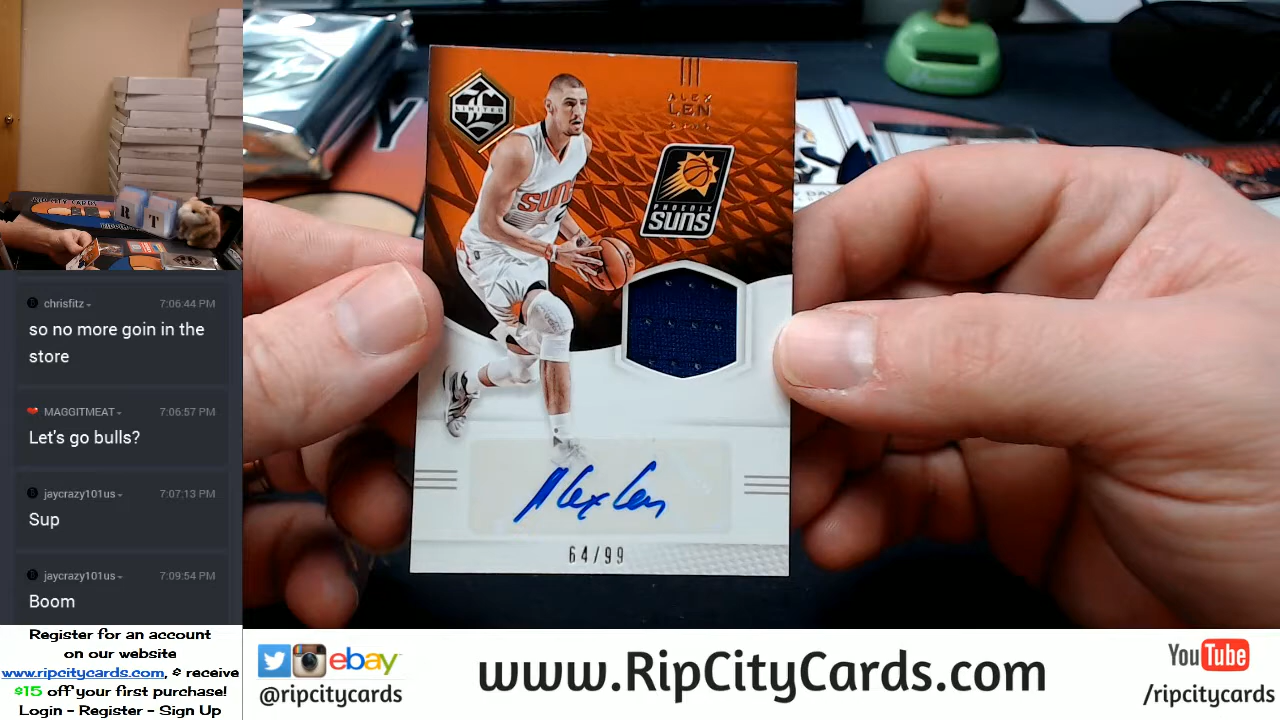 chrisfitz 7:06:44 PM
so no more goin in the
store
MAGGITMEAT 7:06:57 PM
Let's go bulls?
jaycrazy101us 7:07:13 PM
Sup
jaycrazy101us 7:09:54 PM
Boom
Register for an account
on our website
www.ripcitycards.com, & receive
$15 off your first purchase!
Login - Register - Sign Up
R T
LIMITED
ALEX
LEN
PHOENIX
SUNS
SUNS
Alex Len
64/99
ebay
@ripcitycards
www.RipCityCards.com
YouTube
/ripcitycards